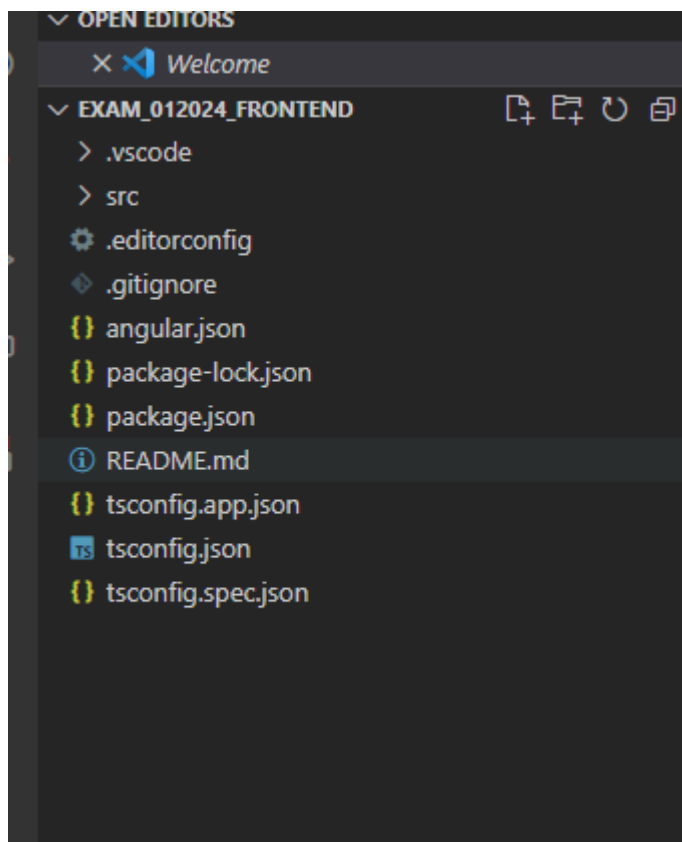 OPEN EDITORS
Welcome
EXAM_012024_FRONTEND
.vscode
src
.editorconfig
.gitignore
angular.json
package-lock.json
package.json
README.md
tsconfig.app.json
TS tsconfig.json
tsconfig.spec.json